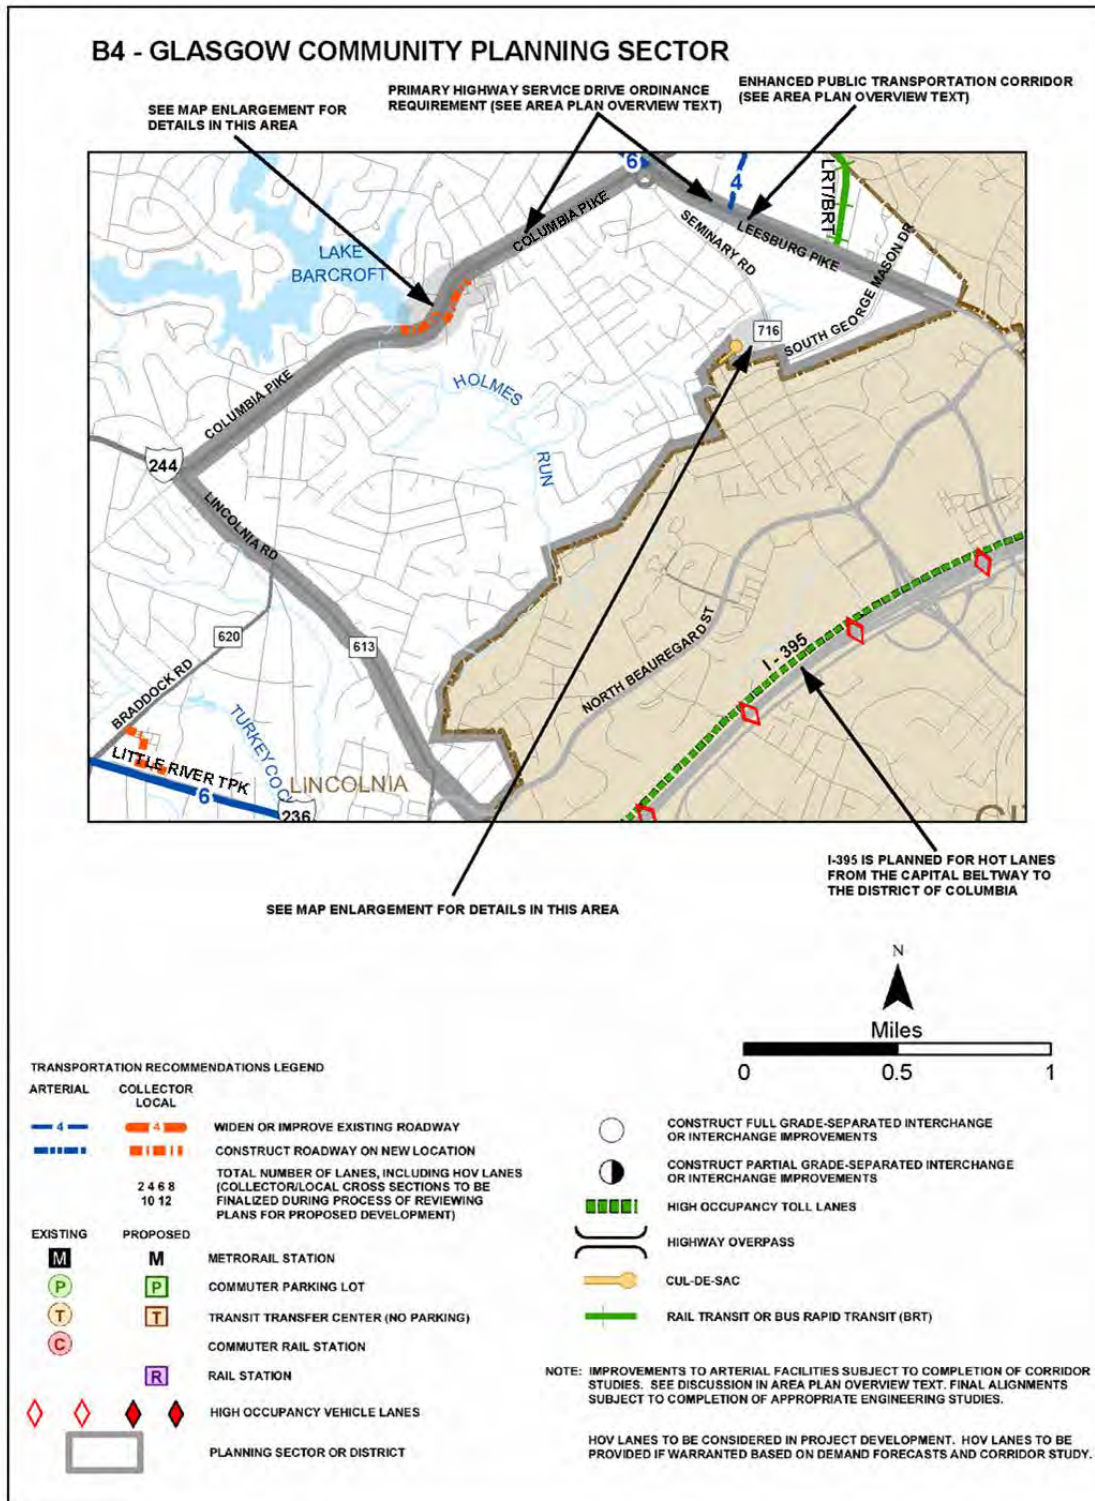 B4 - GLASGOW COMMUNITY PLANNING SECTOR
SEE MAP ENLARGEMENT FOR
DETAILS IN THIS AREA
PRIMARY HIGHWAY SERVICE DRIVE ORDINANCE
REQUIREMENT (SEE AREA PLAN OVERVIEW TEXT)
ENHANCED PUBLIC TRANSPORTATION CORRIDOR
(SEE AREA PLAN OVERVIEW TEXT)
6
4
LRT/BRT
COLUMBIA PIKE
SEMINARY RD
LEESBURG PIKE
SOUTH GEORGE MASON DR
LAKE
BARCROFT
716
HOLMES
RUN
COLUMBIA PIKE
244
LINCOLNIA RD
620
613
BRADDOCK RD
NORTH BEAUREGARD ST
I - 395
TURKEYCOC
LITTLE RIVER TPK
6
LINCOLNIA
236
I-395 IS PLANNED FOR HOT LANES
FROM THE CAPITAL BELTWAY TO
THE DISTRICT OF COLUMBIA
SEE MAP ENLARGEMENT FOR DETAILS IN THIS AREA
N
Miles
0 0.5 1
TRANSPORTATION RECOMMENDATIONS LEGEND
ARTERIAL COLLECTOR
LOCAL
4 4 WIDEN OR IMPROVE EXISTING ROADWAY
CONSTRUCT ROADWAY ON NEW LOCATION
TOTAL NUMBER OF LANES, INCLUDING HOV LANES
2 4 6 8 (COLLECTOR/LOCAL CROSS SECTIONS TO BE
10 12 FINALIZED DURING PROCESS OF REVIEWING
PLANS FOR PROPOSED DEVELOPMENT)
EXISTING PROPOSED
M M METRORAIL STATION
P P COMMUTER PARKING LOT
T T TRANSIT TRANSFER CENTER (NO PARKING)
C COMMUTER RAIL STATION
R RAIL STATION
HIGH OCCUPANCY VEHICLE LANES
PLANNING SECTOR OR DISTRICT
CONSTRUCT FULL GRADE-SEPARATED INTERCHANGE
OR INTERCHANGE IMPROVEMENTS
CONSTRUCT PARTIAL GRADE-SEPARATED INTERCHANGE
OR INTERCHANGE IMPROVEMENTS
HIGH OCCUPANCY TOLL LANES
HIGHWAY OVERPASS
CUL-DE-SAC
RAIL TRANSIT OR BUS RAPID TRANSIT (BRT)
NOTE: IMPROVEMENTS TO ARTERIAL FACILITIES SUBJECT TO COMPLETION OF CORRIDOR
STUDIES. SEE DISCUSSION IN AREA PLAN OVERVIEW TEXT. FINAL ALIGNMENTS
SUBJECT TO COMPLETION OF APPROPRIATE ENGINEERING STUDIES.
HOV LANES TO BE CONSIDERED IN PROJECT DEVELOPMENT. HOV LANES TO BE
PROVIDED IF WARRANTED BASED ON DEMAND FORECASTS AND CORRIDOR STUDY.